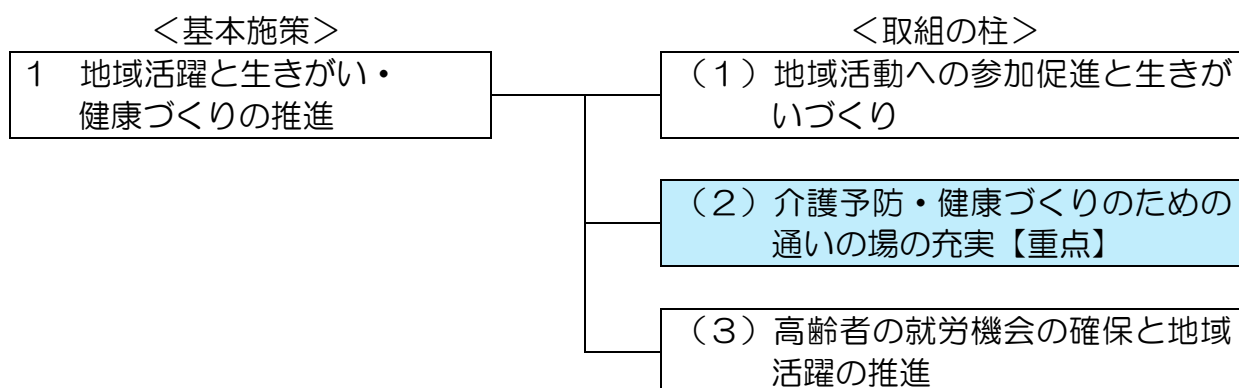 ＜基本施策＞
＜取組の柱＞
１　地域活躍と生きがい・
健康づくりの推進
（１）地域活動への参加促進と生きが
いづくり
（２）介護予防・健康づくりのための
通いの場の充実【重点】
（３）高齢者の就労機会の確保と地域
活躍の推進